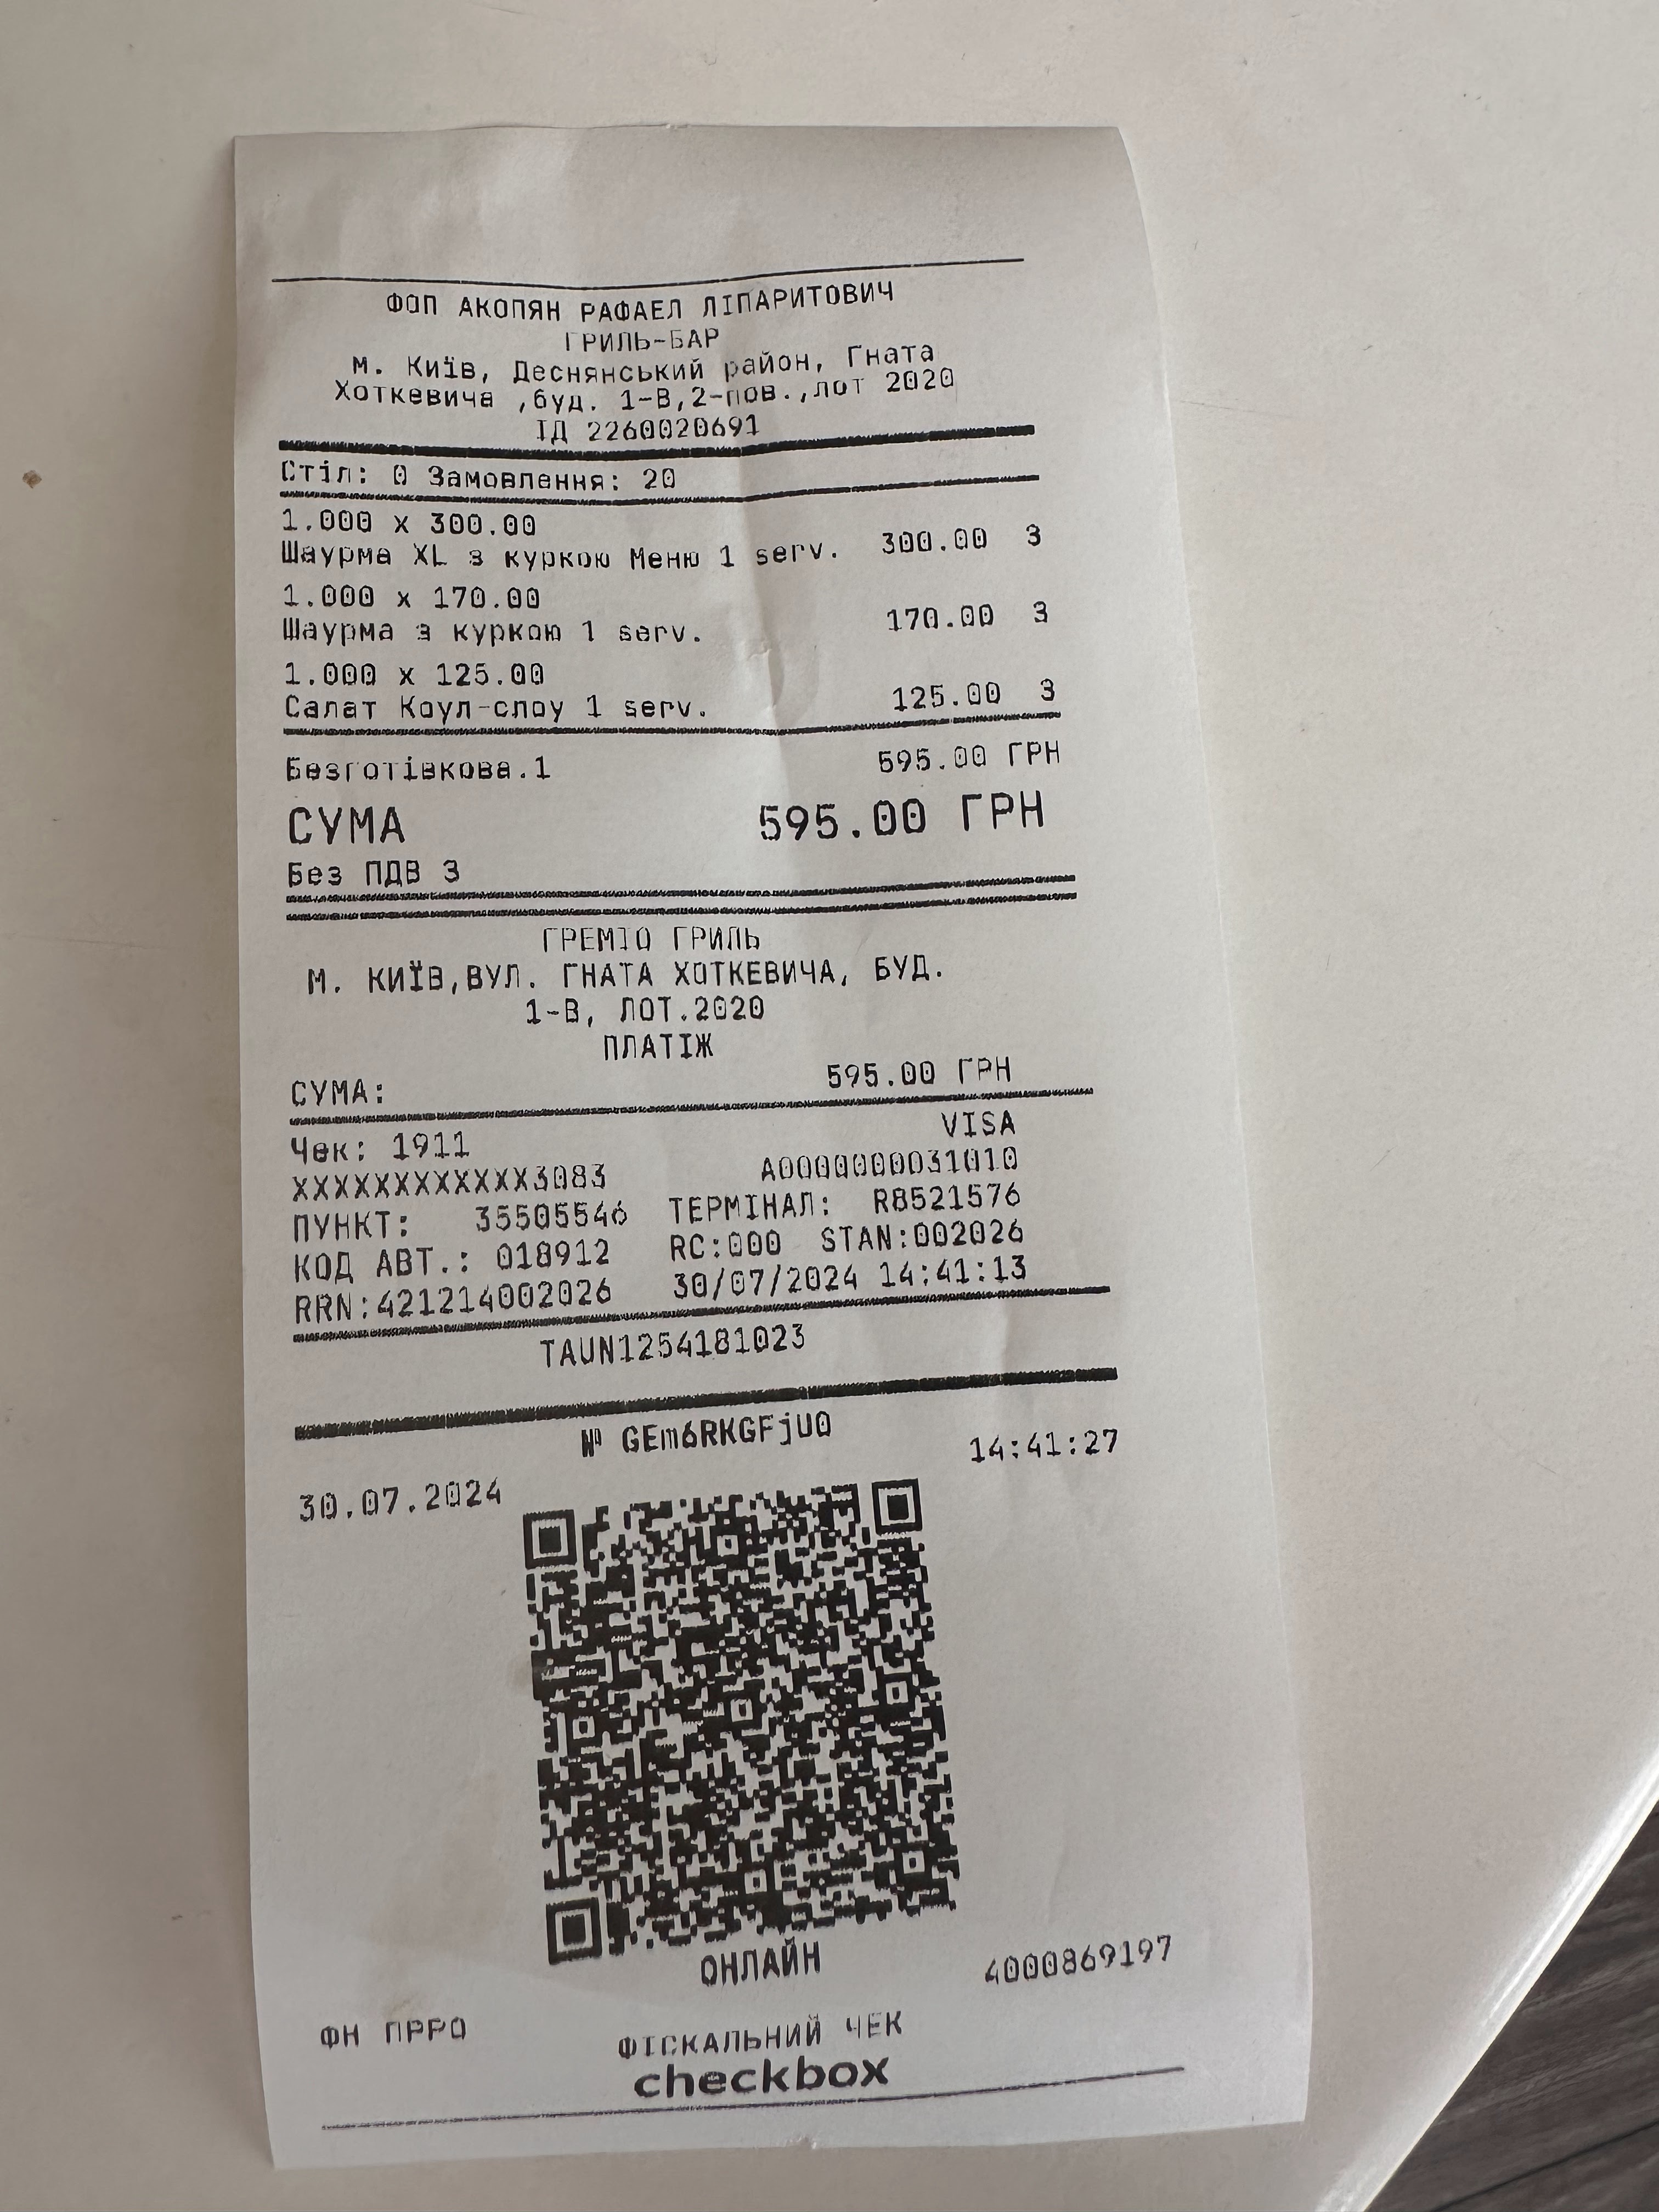 ФОП АКОПЯН РАФАЕЛ ЛІПАРИТОВИЧ
ГРИЛЬ-БАР
м. Київ, Деснянський район, Гната
Хоткевича ,буд. 1-В,2-пов.,лот 2020
ІД 2260020691
Стіл: 0 Замовлення: 20
1.000 x 300.00
Шаурма XL з куркою Меню 1 serv. 300.00 З
1.000 x 170.00
Шаурма з куркою 1 serv. 170.00 З
1.000 x 125.00
Салат Коул-слоу 1 serv. 125.00 З
Безготівкова.1 595.00 ГРН
СУМА 595.00 ГРН
Без ПДВ З
ГРЕМІО ГРИЛЬ
М. КИЇВ,ВУЛ. ГНАТА ХОТКЕВИЧА, БУД.
1-В, ЛОТ.2020
ПЛАТІЖ
СУМА: 595.00 ГРН
Чек: 1911 VISA
XXXXXXXXXXXX3083 A0000000031010
ПУНКТ: 35505546 ТЕРМІНАЛ: R8521576
КОД АВТ.: 018912 RC:000 STAN:002026
RRN:421214002026 30/07/2024 14:41:13
TAUN1254181023
№ GEm6RKGFjU0
30.07.2024 14:41:27
ОНЛАЙН
ФН ПРРО 4000869197
ФІСКАЛЬНИЙ ЧЕК
checkbox